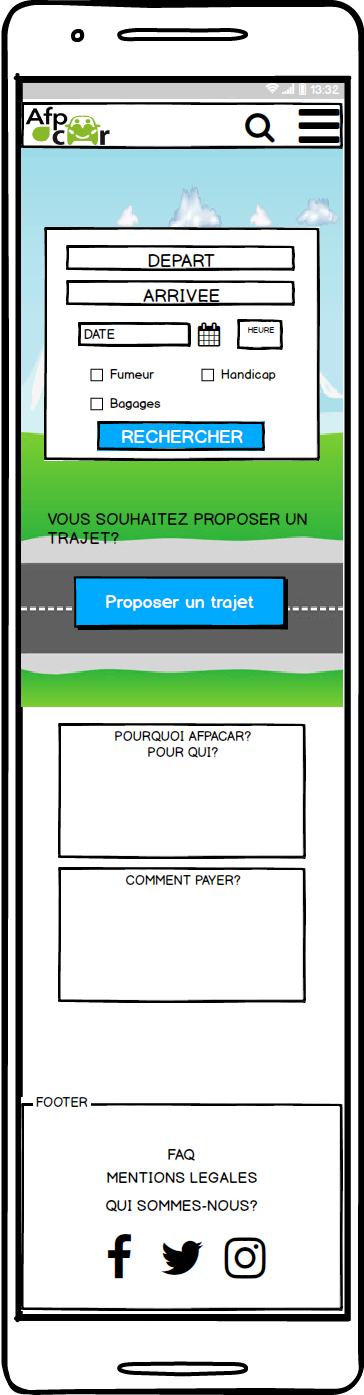 13:32
Afp
car
DEPART
ARRIVEE
DATE
HEURE
Fumeur
Handicap
Bagages
RECHERCHER
VOUS SOUHAITEZ PROPOSER UN
TRAJET?
Proposer un trajet
POURQUOI AFPACAR?
POUR QUI?
COMMENT PAYER?
FOOTER
FAQ
MENTIONS LEGALES
QUI SOMMES-NOUS?